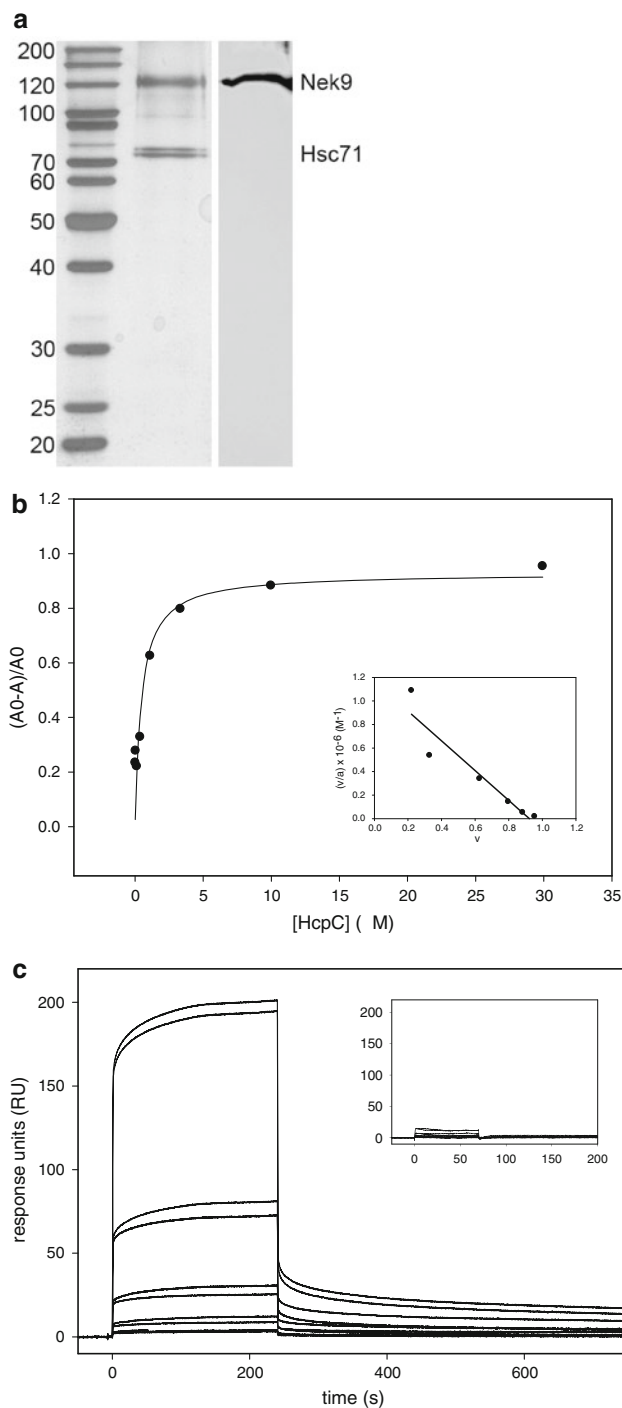 a
200
120
100
70
60
50
40
30
25
20
Nek9
Hsc71
b
1.2
1.0
0.8
0.6
0.4
0.2
0.0
(A0-A)/A0
0 5 10 15 20 25 30 35
[HcpC] ( M)
1.2
1.0
0.8
0.6
0.4
0.2
0.0
(v/a) x 10-6 (M-1)
0.0 0.2 0.4 0.6 0.8 1.0 1.2
v
c
200
150
100
50
0
response units (RU)
0 200 400 600
time (s)
200
150
100
50
0
0 50 100 150 200